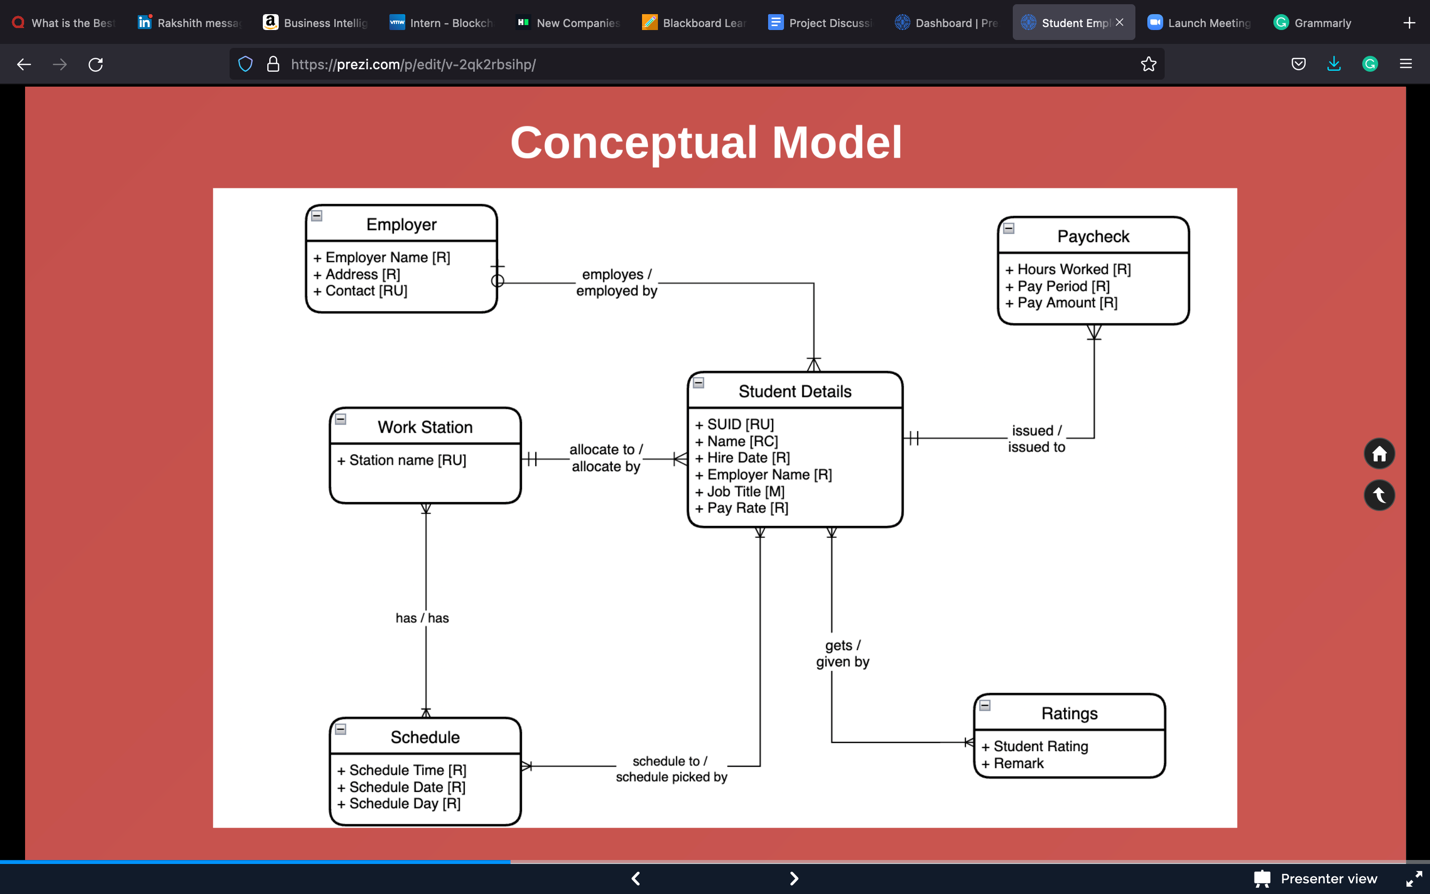 What is the Bes
Rakshith messa
Business Intellig
Intern - Blockch
New Companies
Blackboard Lear
Project Discussi
Dashboard | Pre
Student Empl
Launch Meeting
Grammarly
https://prezi.com/p/edit/v-2qk2rbsihp/
Conceptual Model
Employer
+ Employer Name [R]
+ Address [R]
+ Contact [RU]
employes /
employed by
Paycheck
+ Hours Worked [R]
+ Pay Period [R]
+ Pay Amount [R]
Student Details
+ SUID [RU]
+ Name [RC]
+ Hire Date [R]
+ Employer Name [R]
+ Job Title [M]
+ Pay Rate [R]
issued /
issued to
Work Station
+ Station name [RU]
allocate to /
allocate by
has / has
gets /
given by
Schedule
+ Schedule Time [R]
+ Schedule Date [R]
+ Schedule Day [R]
schedule to /
schedule picked by
Ratings
+ Student Rating
+ Remark
Presenter view